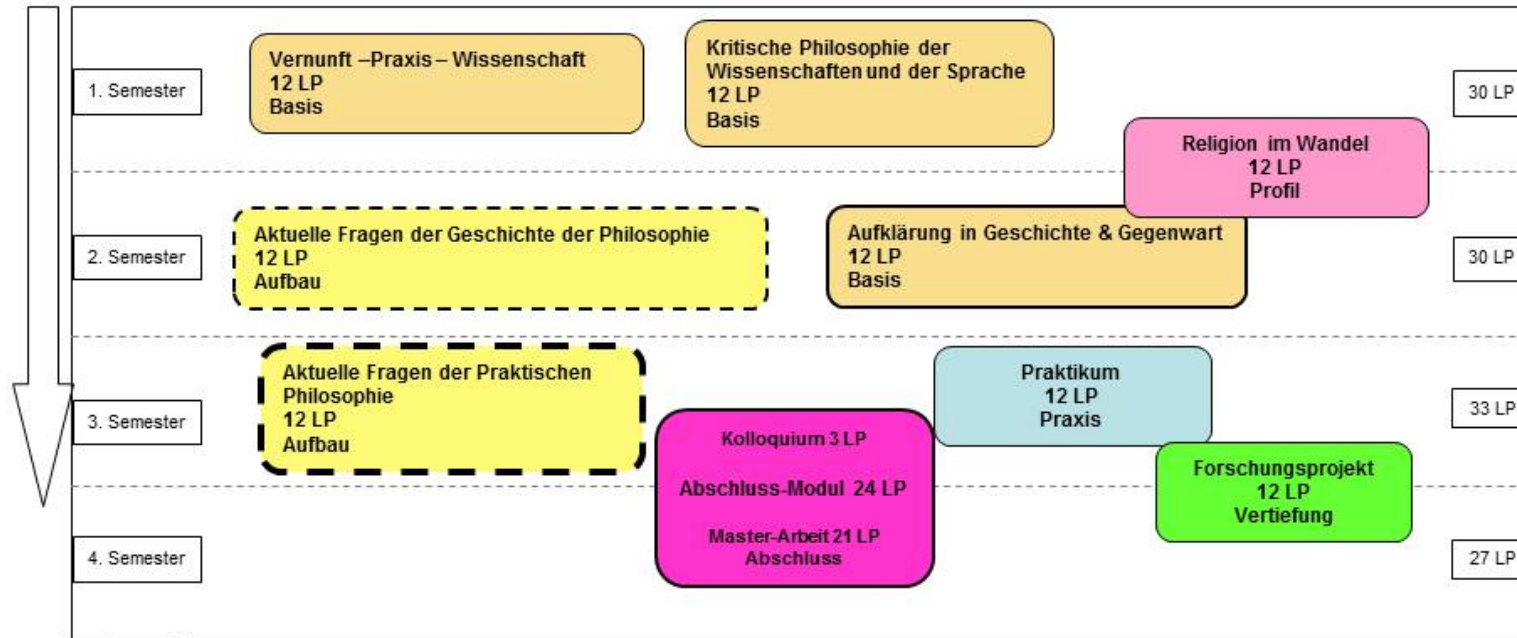 1. Semester
Vernunft –Praxis – Wissenschaft
12 LP
Basis
Kritische Philosophie der
Wissenschaften und der Sprache
12 LP
Basis
30 LP
Religion im Wandel
12 LP
Profil
2. Semester
Aktuelle Fragen der Geschichte der Philosophie
12 LP
Aufbau
Aufklärung in Geschichte & Gegenwart
12 LP
Basis
30 LP
3. Semester
Aktuelle Fragen der Praktischen
Philosophie
12 LP
Aufbau
Praktikum
12 LP
Praxis
33 LP
Kolloquium 3 LP
Abschluss-Modul 24 LP
Master-Arbeit 21 LP
Abschluss
Forschungsprojekt
12 LP
Vertiefung
4. Semester
27 LP